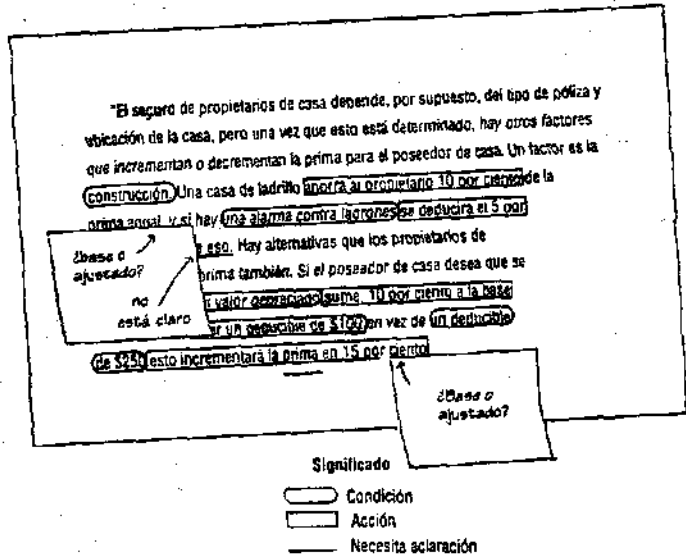 "El seguro de propietarios de casa depende, por supuesto, del tipo de póliza y
ubicación de la casa, pero una vez que esto está determinado, hay otros factores
que incrementan o decrementan la prima para el poseedor de casa. Un factor es la
construcción. Una casa de ladrillo ahorra al propietario 10 por ciento de la
prima anual, y si hay una alarma contra ladrones se deducirá el 5 por
eso. Hay alternativas que los propietarios de
prima también. Si el poseedor de casa desea que se
valor depreciado sume 10 por ciento a la base
er un deducible de $100 en vez de un deducible
de $250 esto incrementará la prima en 15 por ciento
¿base o
ajustado?
no
está claro
¿Base o
ajustado?
Significado
Condición
Acción
Necesita aclaración